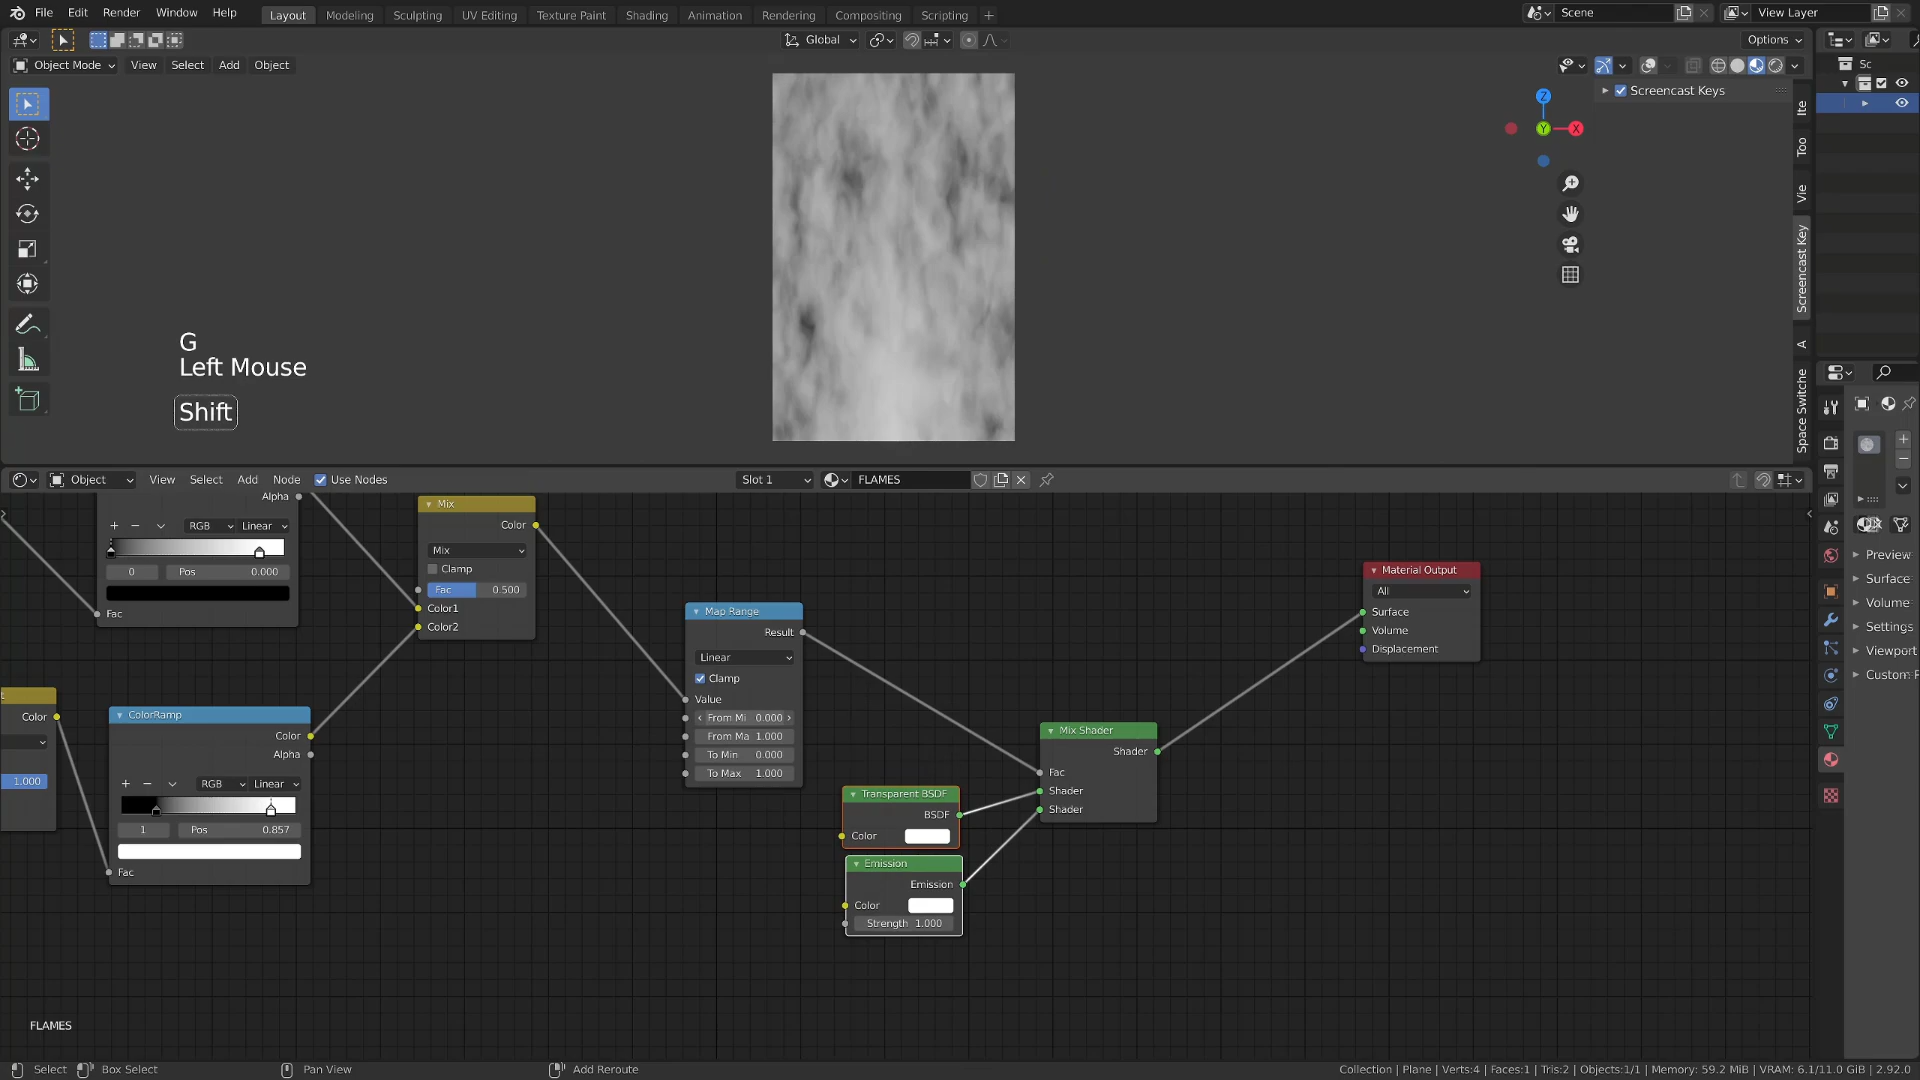 File Edit Render Window Help Layout Modeling Sculpting UV Editing Texture Paint Shading Animation Rendering Compositing Scripting + Scene View Layer
Global Options
Object Mode View Select Add Object Sc
Screencast Keys
Z
Y X
Ite
Too
Vie
Screencast Key
A
Space Switche
G
Left Mouse
Shift
Object View Select Add Node Use Nodes Slot 1 FLAMES
Alpha
RGB Linear
0 Pos 0.000
Fac
Mix
Color
Mix
Clamp
Fac 0.500
Color1
Color2
Map Range
Result
Linear
Clamp
Value
From Mi 0.000
From Ma 1.000
To Min 0.000
To Max 1.000
Material Output
All
Surface
Volume
Displacement
Preview
Surface
Volume
Settings
Viewport
t
Color
1.000
ColorRamp
Color
Alpha
RGB Linear
1 Pos 0.857
Fac
Mix Shader
Shader
Fac
Shader
Shader
Transparent BSDF
BSDF
Color
Emission
Emission
Color
Strength 1.000
FLAMES
Select Box Select Pan View Add Reroute Collection | Plane | Verts:4 | Faces:1 | Tris:2 | Objects:1/1 | Memory: 59.2 MiB | VRAM: 6.1/11.0 GiB | 2.92.0